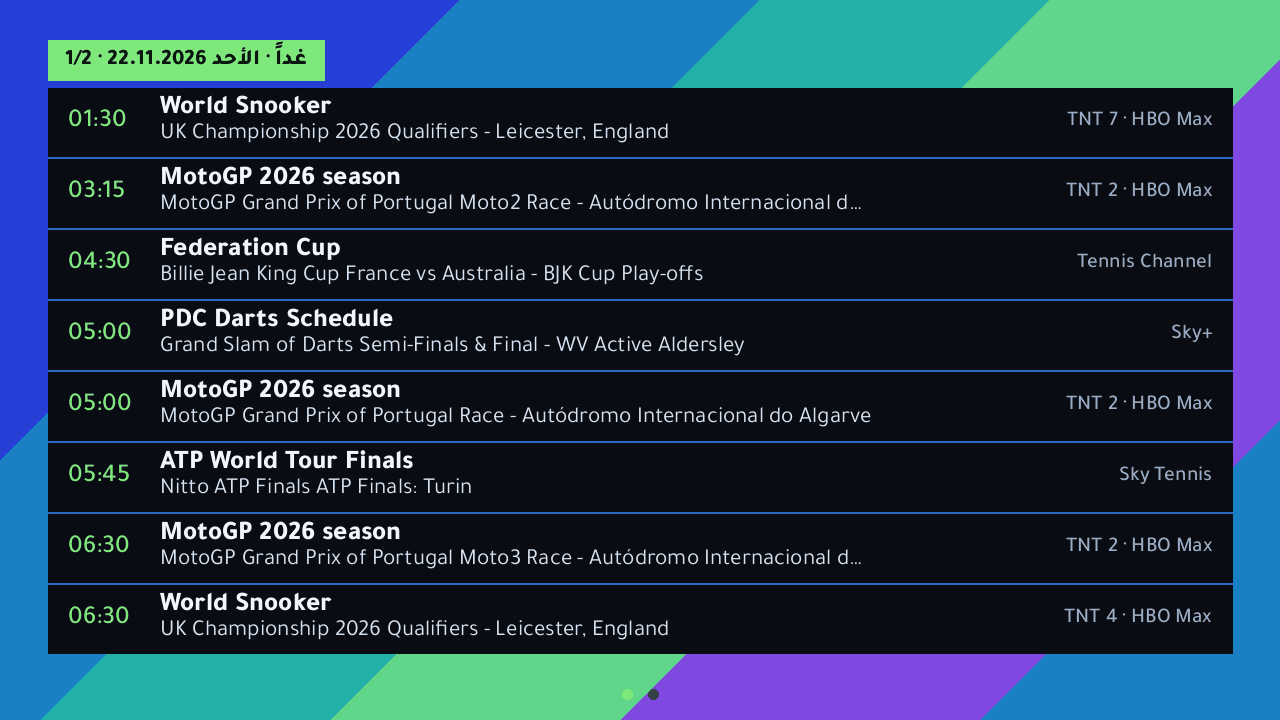 غداً · الأحد 22.11.2026 · 1/2
01:30
World Snooker
UK Championship 2026 Qualifiers - Leicester, England
TNT 7 · HBO Max
03:15
MotoGP 2026 season
MotoGP Grand Prix of Portugal Moto2 Race - Autódromo Internacional d…
TNT 2 · HBO Max
04:30
Federation Cup
Billie Jean King Cup France vs Australia - BJK Cup Play-offs
Tennis Channel
05:00
PDC Darts Schedule
Grand Slam of Darts Semi-Finals & Final - WV Active Aldersley
Sky+
05:00
MotoGP 2026 season
MotoGP Grand Prix of Portugal Race - Autódromo Internacional do Algarve
TNT 2 · HBO Max
05:45
ATP World Tour Finals
Nitto ATP Finals ATP Finals: Turin
Sky Tennis
06:30
MotoGP 2026 season
MotoGP Grand Prix of Portugal Moto3 Race - Autódromo Internacional d…
TNT 2 · HBO Max
06:30
World Snooker
UK Championship 2026 Qualifiers - Leicester, England
TNT 4 · HBO Max